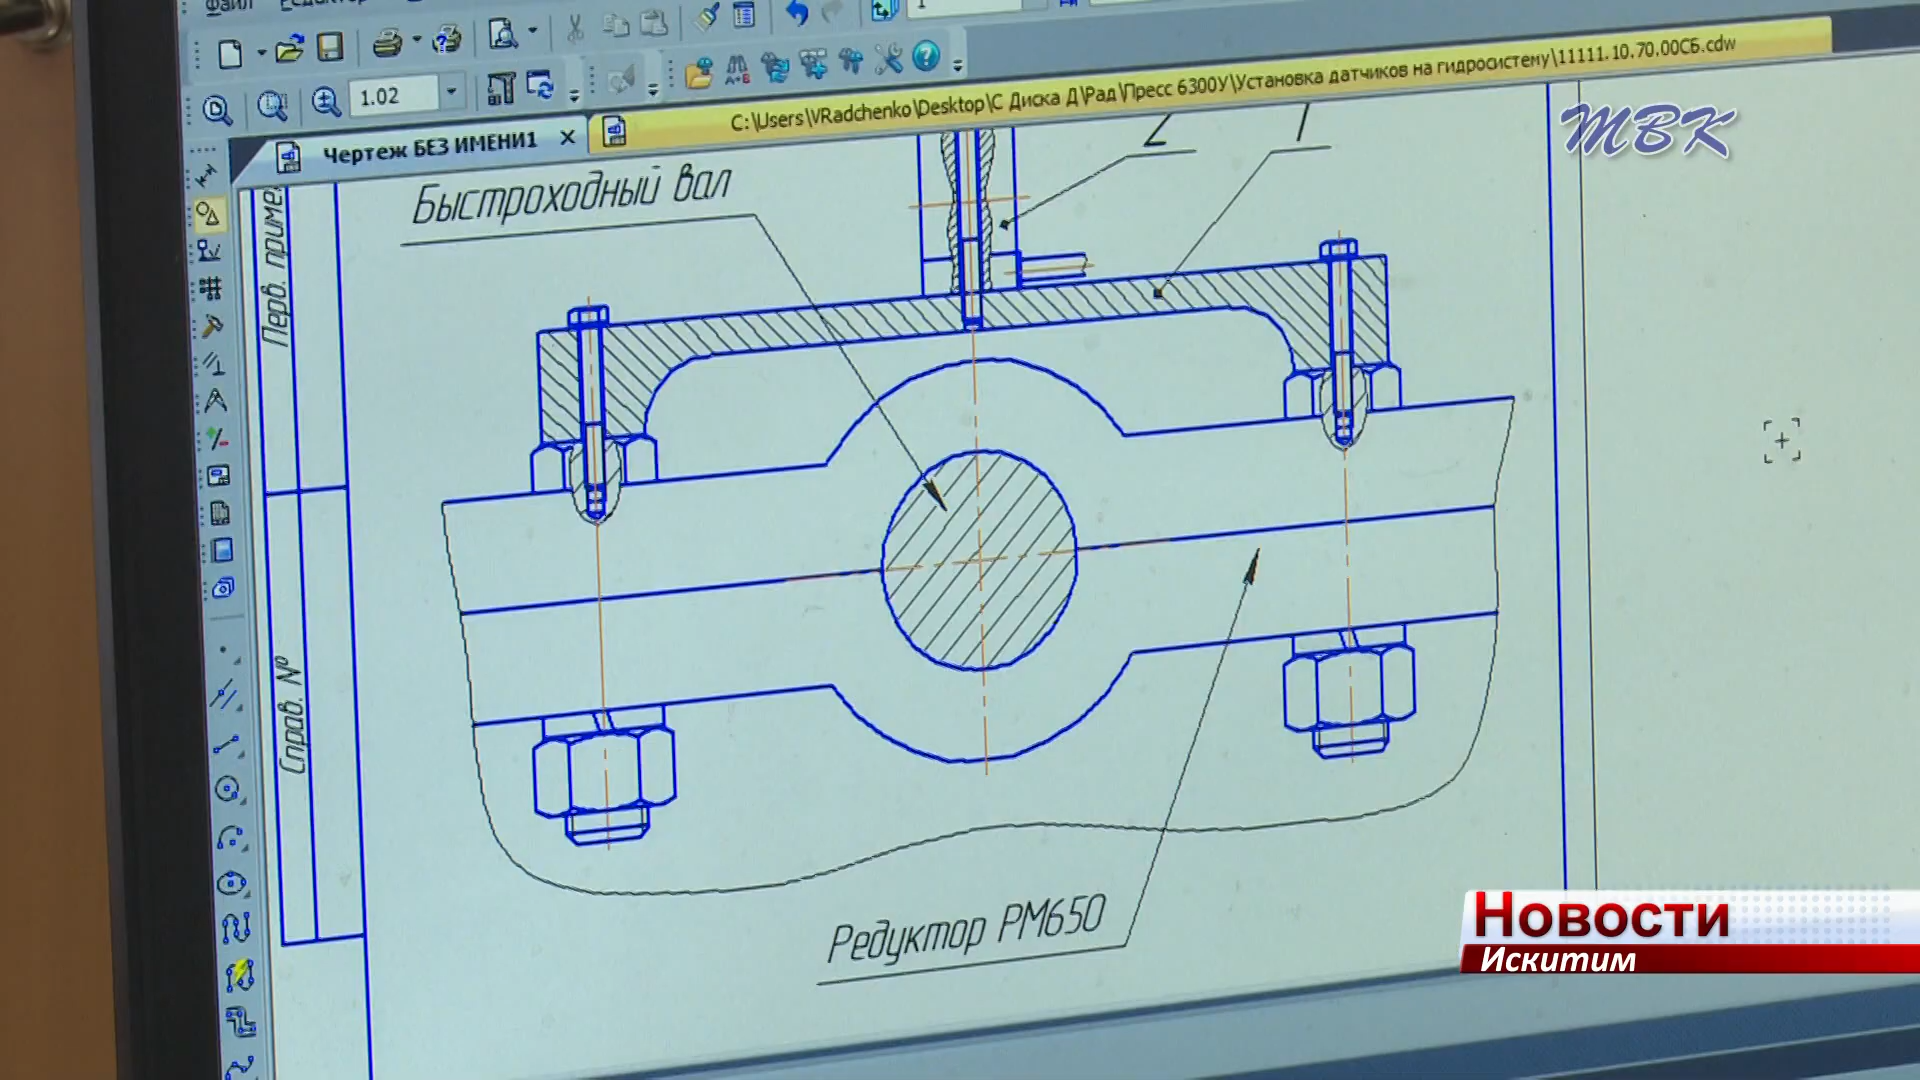 Файл
1.02
C:\Users\VRadchenko\Desktop\С Диска Д\Рад\Пресс 6300У\Установка датчиков на гидросистему\11111.10.70.00СБ.cdw
Чертеж БЕЗ ИМЕНИ1
ТВК
Быстроходный вал
2
1
Перв. приме
Справ. №
Редуктор РМ650
Новости
Искитим